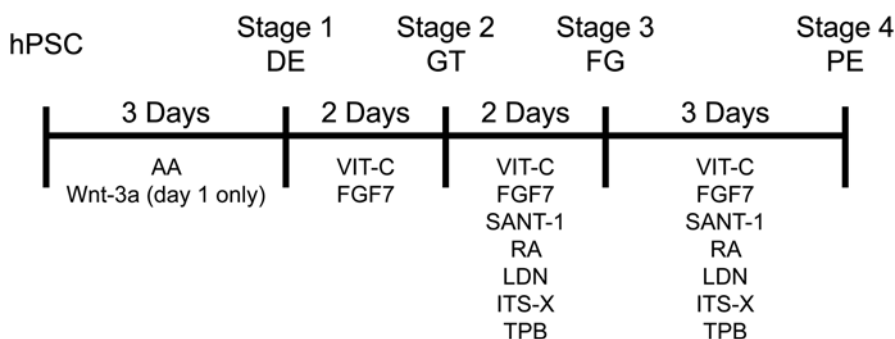 hPSC
Stage 1
DE
Stage 2
GT
Stage 3
FG
Stage 4
PE
3 Days
2 Days
2 Days
3 Days
AA
Wnt-3a (day 1 only)
VIT-C
FGF7
VIT-C
FGF7
SANT-1
RA
LDN
ITS-X
TPB
VIT-C
FGF7
SANT-1
RA
LDN
ITS-X
TPB